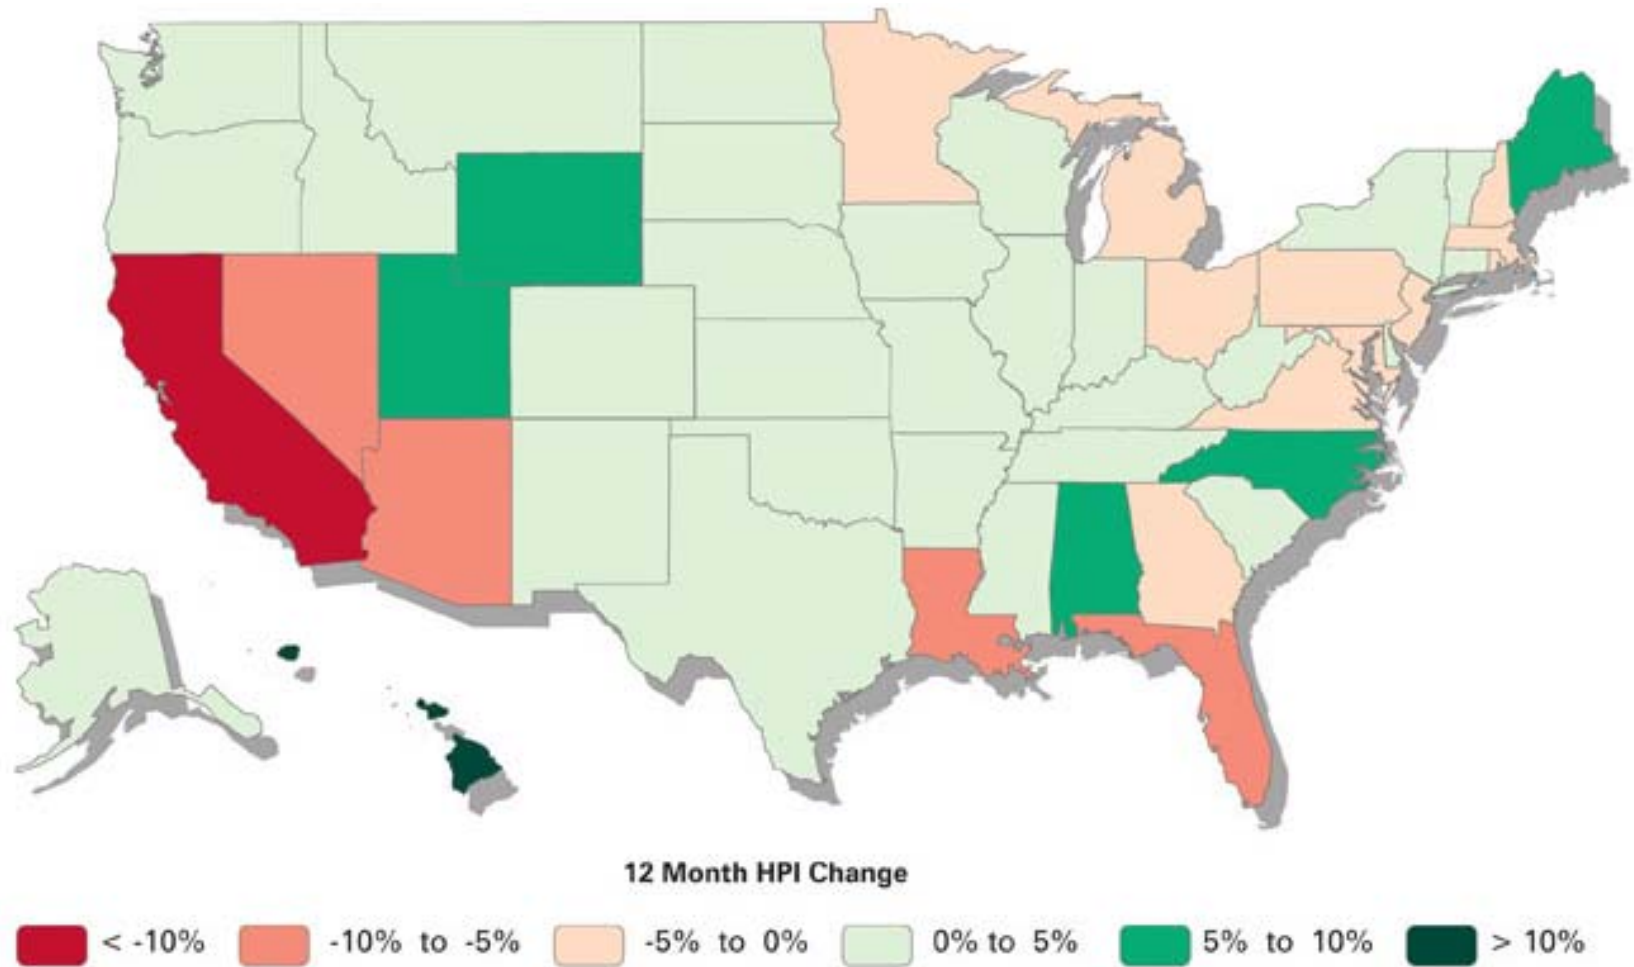 12 Month HPI Change
< -10% -10% to -5% -5% to 0% 0% to 5% 5% to 10% > 10%